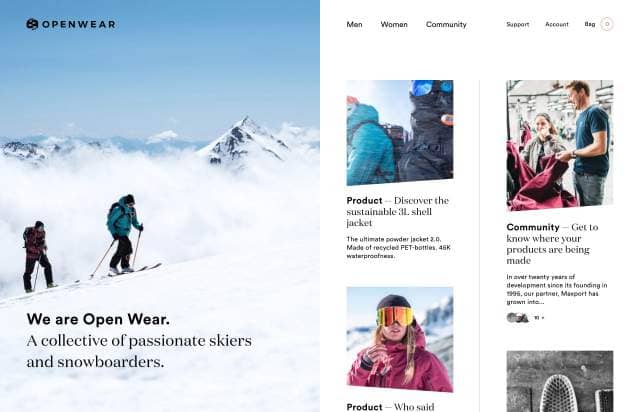 OPENWEAR
Men Women Community Support Account Bag 0
We are Open Wear.
A collective of passionate skiers
and snowboarders.
Product — Discover the
sustainable 3L shell
jacket
The ultimate powder jacket 2.0.
Made of recycled PET-bottles. 45K
waterproofness.
Product — Who said
Community — Get to
know where your
products are being
made
In over twenty years of
development since its founding in
1996, our partner, Maxport has
grown into...
10 +